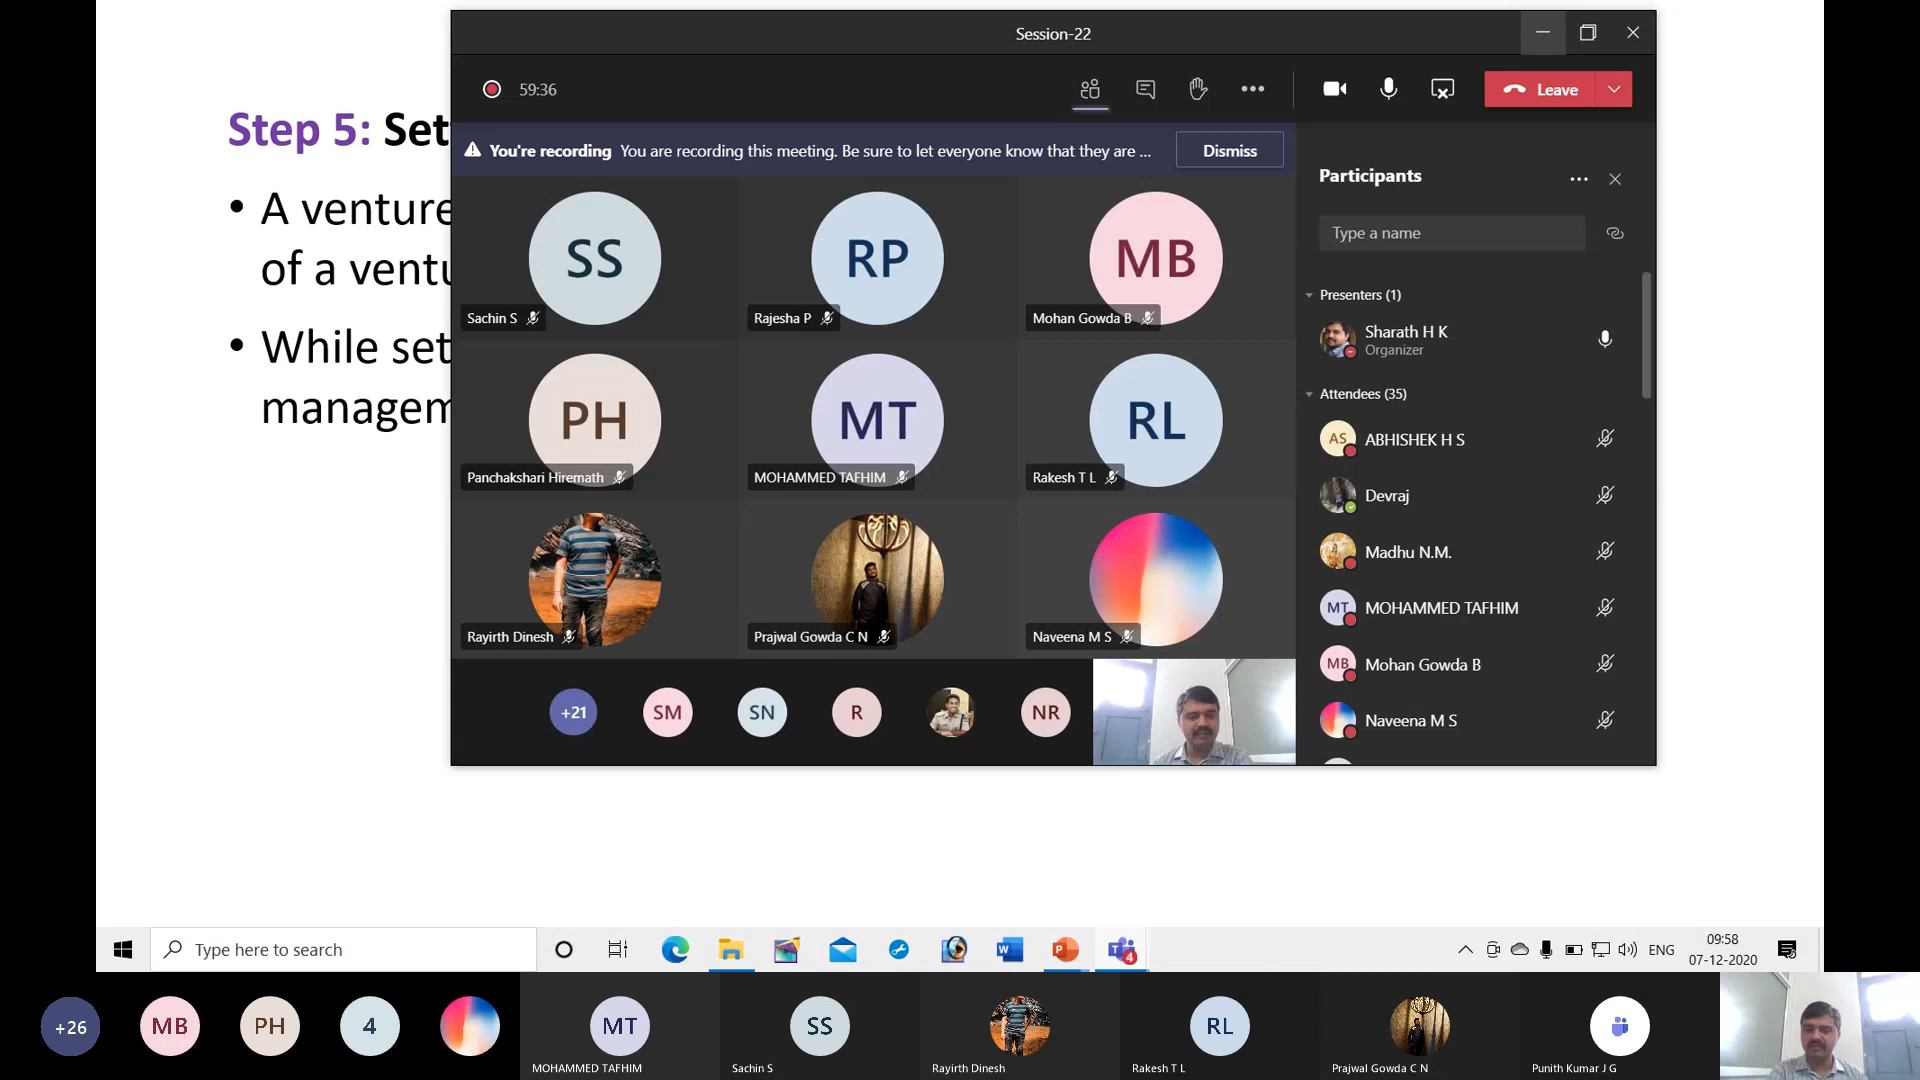 Session-22
59:36
Leave
You're recording You are recording this meeting. Be sure to let everyone know that they are ...
Dismiss
Step 5: Set
• A venture
of a ventu
• While set
managem
SS
Sachin S
RP
Rajesha P
MB
Mohan Gowda B
PH
Panchakshari Hiremath
MT
MOHAMMED TAFHIM
RL
Rakesh T L
Rayirth Dinesh
Prajwal Gowda C N
Naveena M S
+21
SM
SN
R
NR
Participants
Type a name
Presenters (1)
Sharath H K
Organizer
Attendees (35)
AS
ABHISHEK H S
Devraj
Madhu N.M.
MT
MOHAMMED TAFHIM
MB
Mohan Gowda B
Naveena M S
Type here to search
4
ENG
09:58
07-12-2020
+26
MB
PH
4
MT
MOHAMMED TAFHIM
SS
Sachin S
Rayirth Dinesh
RL
Rakesh T L
Prajwal Gowda C N
Punith Kumar J G